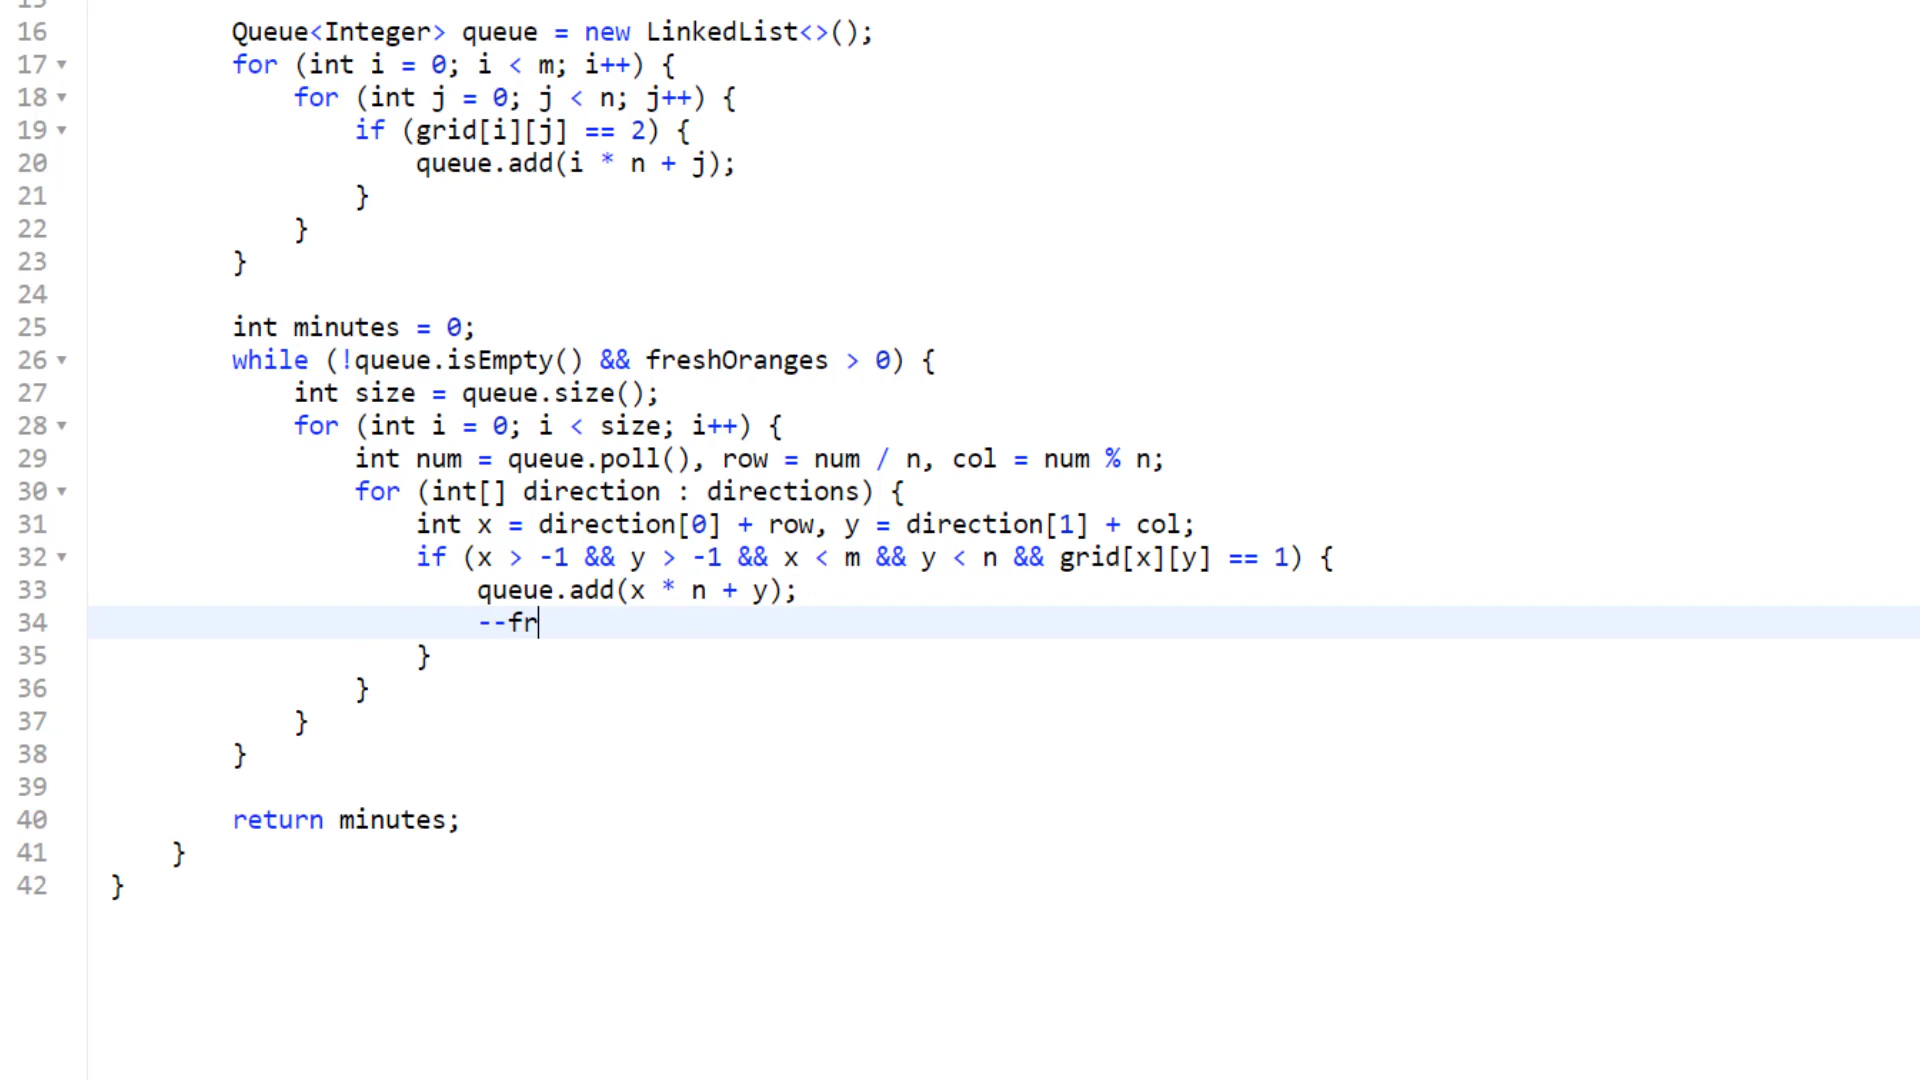 16 Queue<Integer> queue = new LinkedList<>();
17 for (int i = 0; i < m; i++) {
18 for (int j = 0; j < n; j++) {
19 if (grid[i][j] == 2) {
20 queue.add(i * n + j);
21 }
22 }
23 }
24
25 int minutes = 0;
26 while (!queue.isEmpty() && freshOranges > 0) {
27 int size = queue.size();
28 for (int i = 0; i < size; i++) {
29 int num = queue.poll(), row = num / n, col = num % n;
30 for (int[] direction : directions) {
31 int x = direction[0] + row, y = direction[1] + col;
32 if (x > -1 && y > -1 && x < m && y < n && grid[x][y] == 1) {
33 queue.add(x * n + y);
34 --fr
35 }
36 }
37 }
38 }
39
40 return minutes;
41 }
42 }